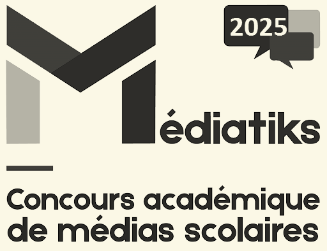 2025
Médiatiks
Concours académique
de médias scolaires